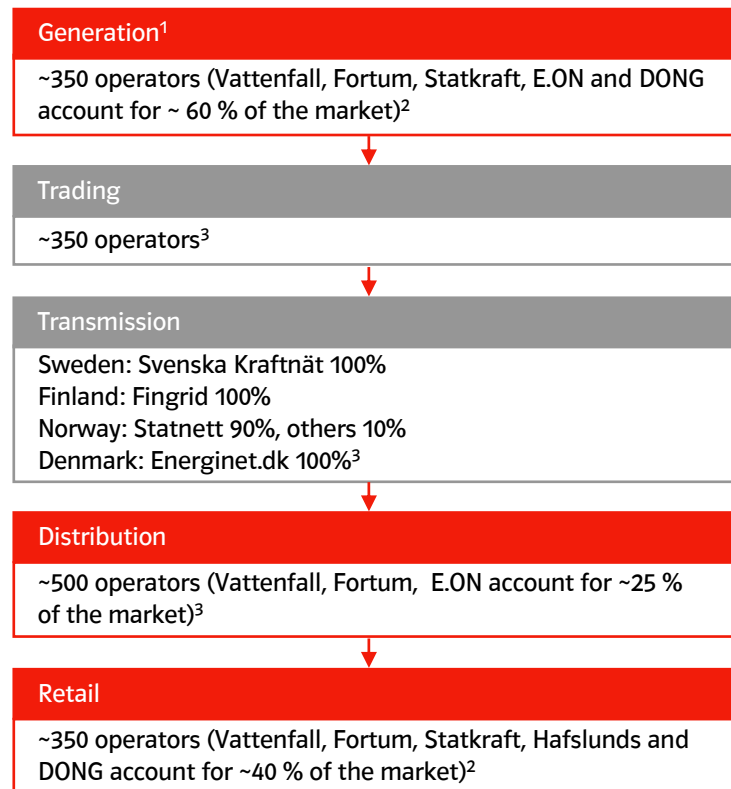 Generation¹
~350 operators (Vattenfall, Fortum, Statkraft, E.ON and DONG
account for ~ 60 % of the market)²
Trading
~350 operators³
Transmission
Sweden: Svenska Kraftnät 100%
Finland: Fingrid 100%
Norway: Statnett 90%, others 10%
Denmark: Energinet.dk 100%³
Distribution
~500 operators (Vattenfall, Fortum, E.ON account for ~25 %
of the market)³
Retail
~350 operators (Vattenfall, Fortum, Statkraft, Hafslunds and
DONG account for ~40 % of the market)²